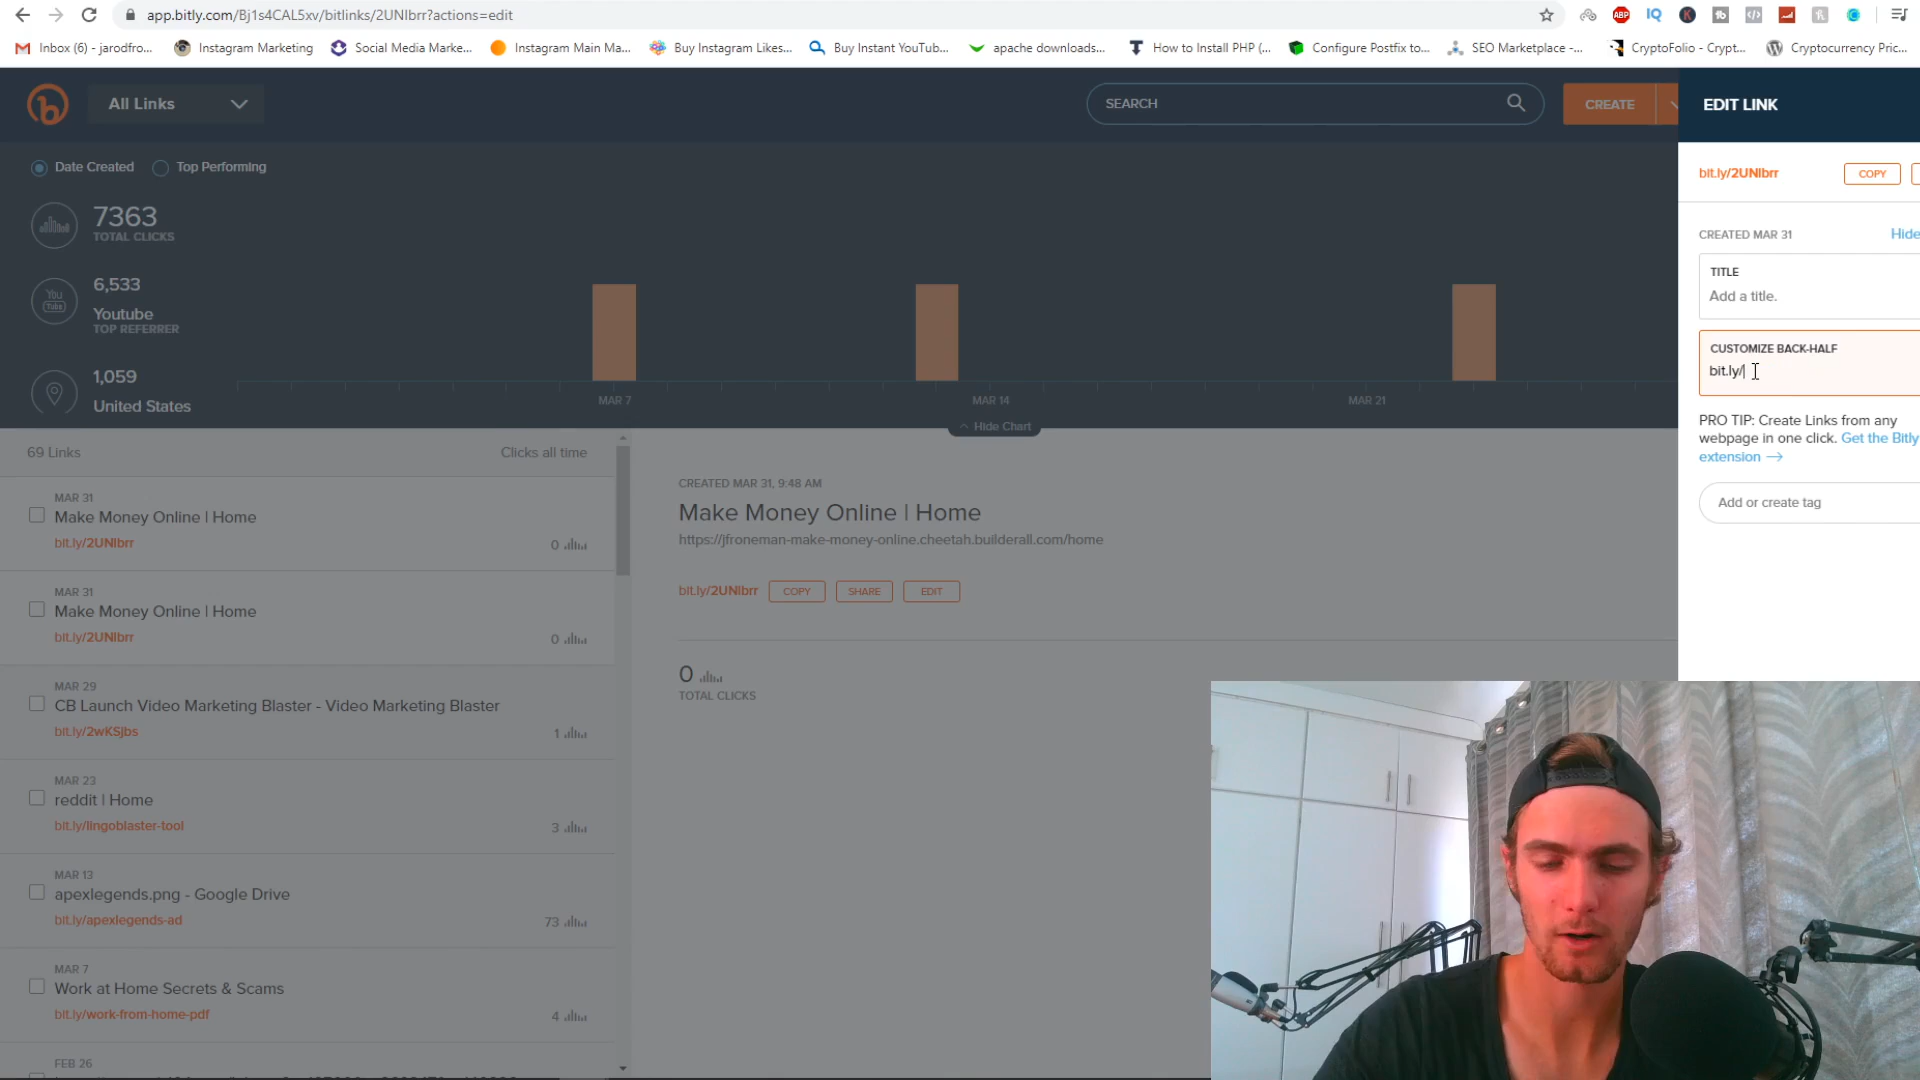 app.bitly.com/Bj1s4CAL5xv/bitlinks/2UNIbrr?actions=edit
Inbox (6) - jarodfro... Instagram Marketing Social Media Marke... Instagram Main Ma... Buy Instagram Likes... Buy Instant YouTub... apache downloads... How to Install PHP (... Configure Postfix to... SEO Marketplace -... CryptoFolio - Crypt... Cryptocurrency Pric...
All Links
SEARCH
CREATE
EDIT LINK
Date Created
Top Performing
7363
TOTAL CLICKS
6,533
Youtube
TOP REFERRER
1,059
United States
MAR 7
MAR 14
MAR 21
Hide Chart
bit.ly/2UNIbrr
COPY
CREATED MAR 31
Hide
TITLE
Add a title.
CUSTOMIZE BACK-HALF
bit.ly/
PRO TIP: Create Links from any
webpage in one click. Get the Bitly
extension →
Add or create tag
69 Links
Clicks all time
MAR 31
Make Money Online | Home
bit.ly/2UNIbrr
0
MAR 31
Make Money Online | Home
bit.ly/2UNIbrr
0
MAR 29
CB Launch Video Marketing Blaster - Video Marketing Blaster
bit.ly/2wKSjbs
1
MAR 23
reddit | Home
bit.ly/lingoblaster-tool
3
MAR 13
apexlegends.png - Google Drive
bit.ly/apexlegends-ad
73
MAR 7
Work at Home Secrets & Scams
bit.ly/work-from-home-pdf
4
FEB 26
CREATED MAR 31, 9:48 AM
Make Money Online | Home
https://jfroneman-make-money-online.cheetah.builderall.com/home
bit.ly/2UNIbrr
COPY
SHARE
EDIT
0
TOTAL CLICKS